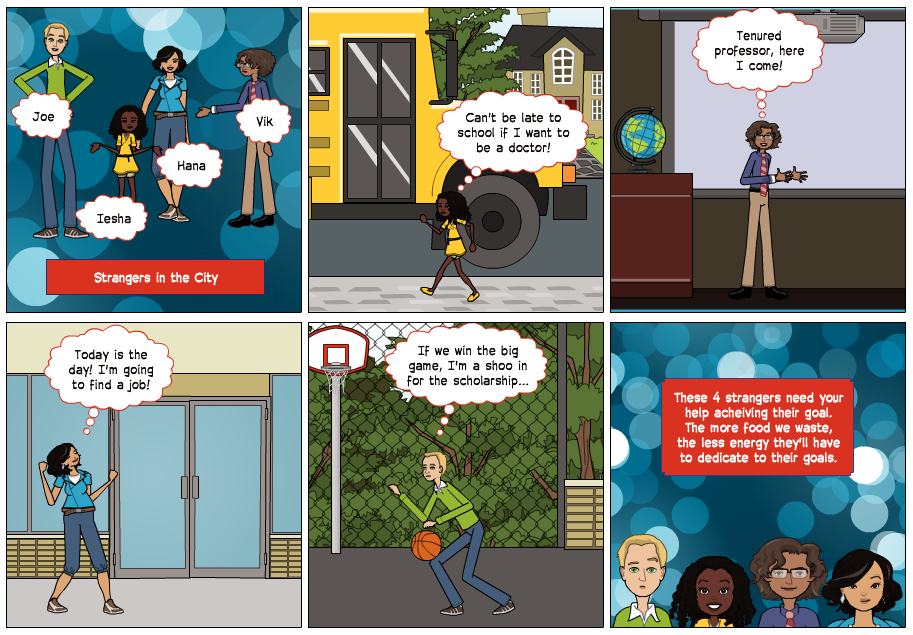 Joe
Vik
Hana
Iesha
Strangers in the City
Can't be late to
school if I want to
be a doctor!
Tenured
professor, here
I come!
Today is the
day! I'm going
to find a job!
If we win the big
game, I'm a shoo in
for the scholarship...
These 4 strangers need your
help acheiving their goal.
The more food we waste,
the less energy they'll have
to dedicate to their goals.